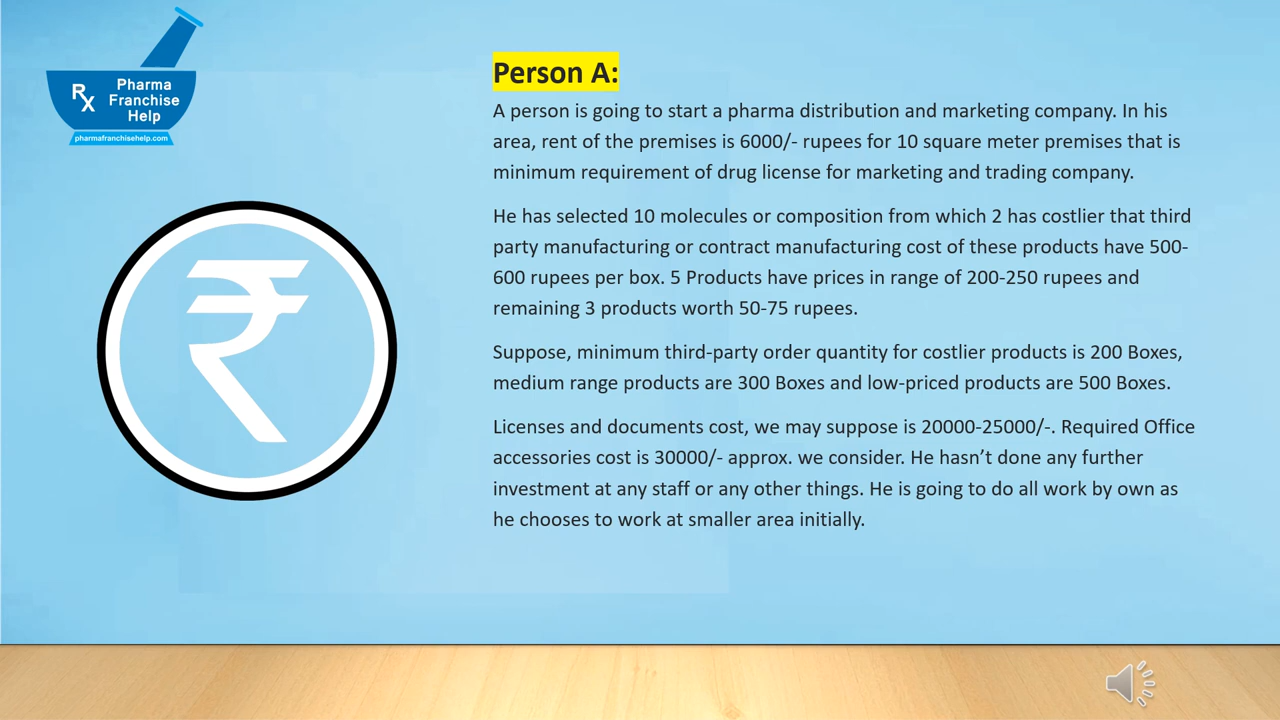 Rx
Pharma
Franchise
Help
pharmafranchisehelp.com
Person A:
A person is going to start a pharma distribution and marketing company. In his
area, rent of the premises is 6000/- rupees for 10 square meter premises that is
minimum requirement of drug license for marketing and trading company.
He has selected 10 molecules or composition from which 2 has costlier that third
party manufacturing or contract manufacturing cost of these products have 500-
600 rupees per box. 5 Products have prices in range of 200-250 rupees and
remaining 3 products worth 50-75 rupees.
Suppose, minimum third-party order quantity for costlier products is 200 Boxes,
medium range products are 300 Boxes and low-priced products are 500 Boxes.
Licenses and documents cost, we may suppose is 20000-25000/-. Required Office
accessories cost is 30000/- approx. we consider. He hasn’t done any further
investment at any staff or any other things. He is going to do all work by own as
he chooses to work at smaller area initially.
₹